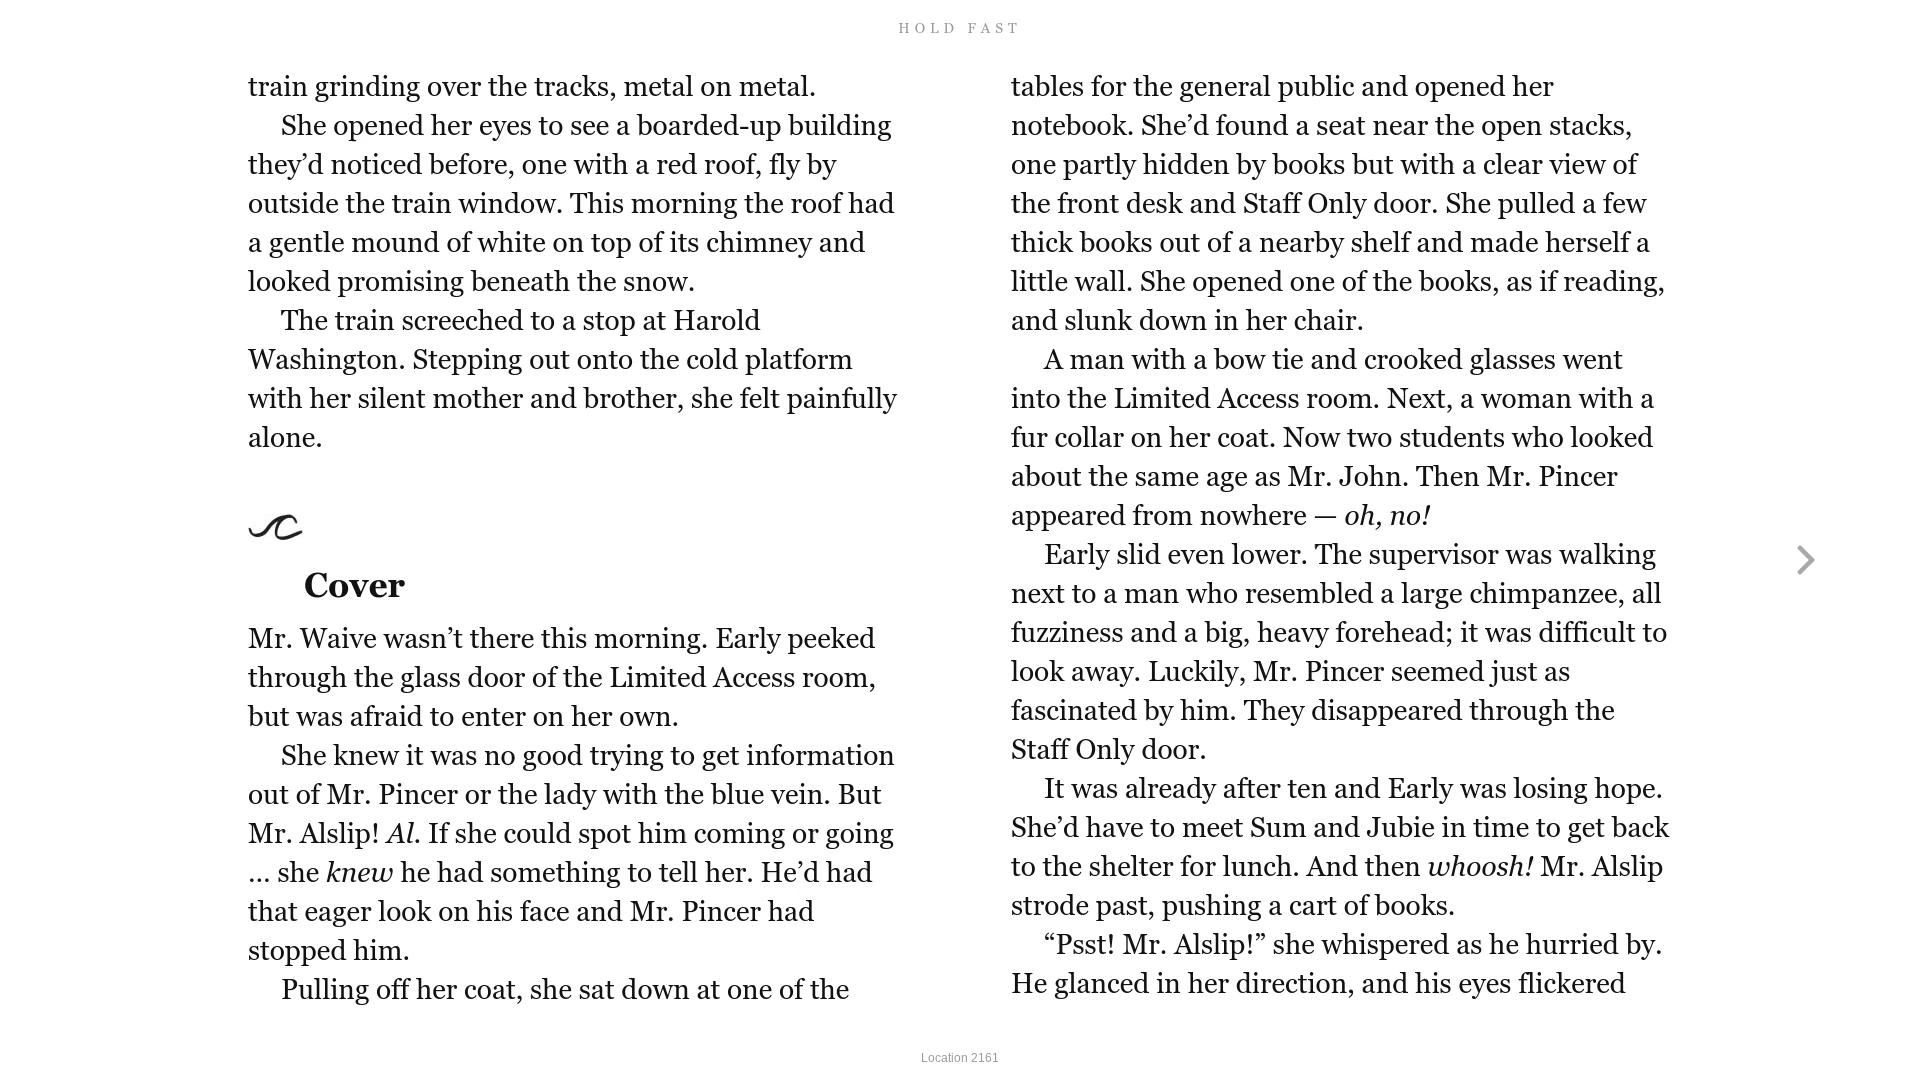 HOLD FAST
train grinding over the tracks, metal on metal.
She opened her eyes to see a boarded-up building
they’d noticed before, one with a red roof, fly by
outside the train window. This morning the roof had
a gentle mound of white on top of its chimney and
looked promising beneath the snow.
The train screeched to a stop at Harold
Washington. Stepping out onto the cold platform
with her silent mother and brother, she felt painfully
alone.
Cover
Mr. Waive wasn’t there this morning. Early peeked
through the glass door of the Limited Access room,
but was afraid to enter on her own.
She knew it was no good trying to get information
out of Mr. Pincer or the lady with the blue vein. But
Mr. Alslip! Al. If she could spot him coming or going
... she knew he had something to tell her. He’d had
that eager look on his face and Mr. Pincer had
stopped him.
Pulling off her coat, she sat down at one of the
tables for the general public and opened her
notebook. She’d found a seat near the open stacks,
one partly hidden by books but with a clear view of
the front desk and Staff Only door. She pulled a few
thick books out of a nearby shelf and made herself a
little wall. She opened one of the books, as if reading,
and slunk down in her chair.
A man with a bow tie and crooked glasses went
into the Limited Access room. Next, a woman with a
fur collar on her coat. Now two students who looked
about the same age as Mr. John. Then Mr. Pincer
appeared from nowhere — oh, no!
Early slid even lower. The supervisor was walking
next to a man who resembled a large chimpanzee, all
fuzziness and a big, heavy forehead; it was difficult to
look away. Luckily, Mr. Pincer seemed just as
fascinated by him. They disappeared through the
Staff Only door.
It was already after ten and Early was losing hope.
She’d have to meet Sum and Jubie in time to get back
to the shelter for lunch. And then whoosh! Mr. Alslip
strode past, pushing a cart of books.
“Psst! Mr. Alslip!” she whispered as he hurried by.
He glanced in her direction, and his eyes flickered
Location 2161